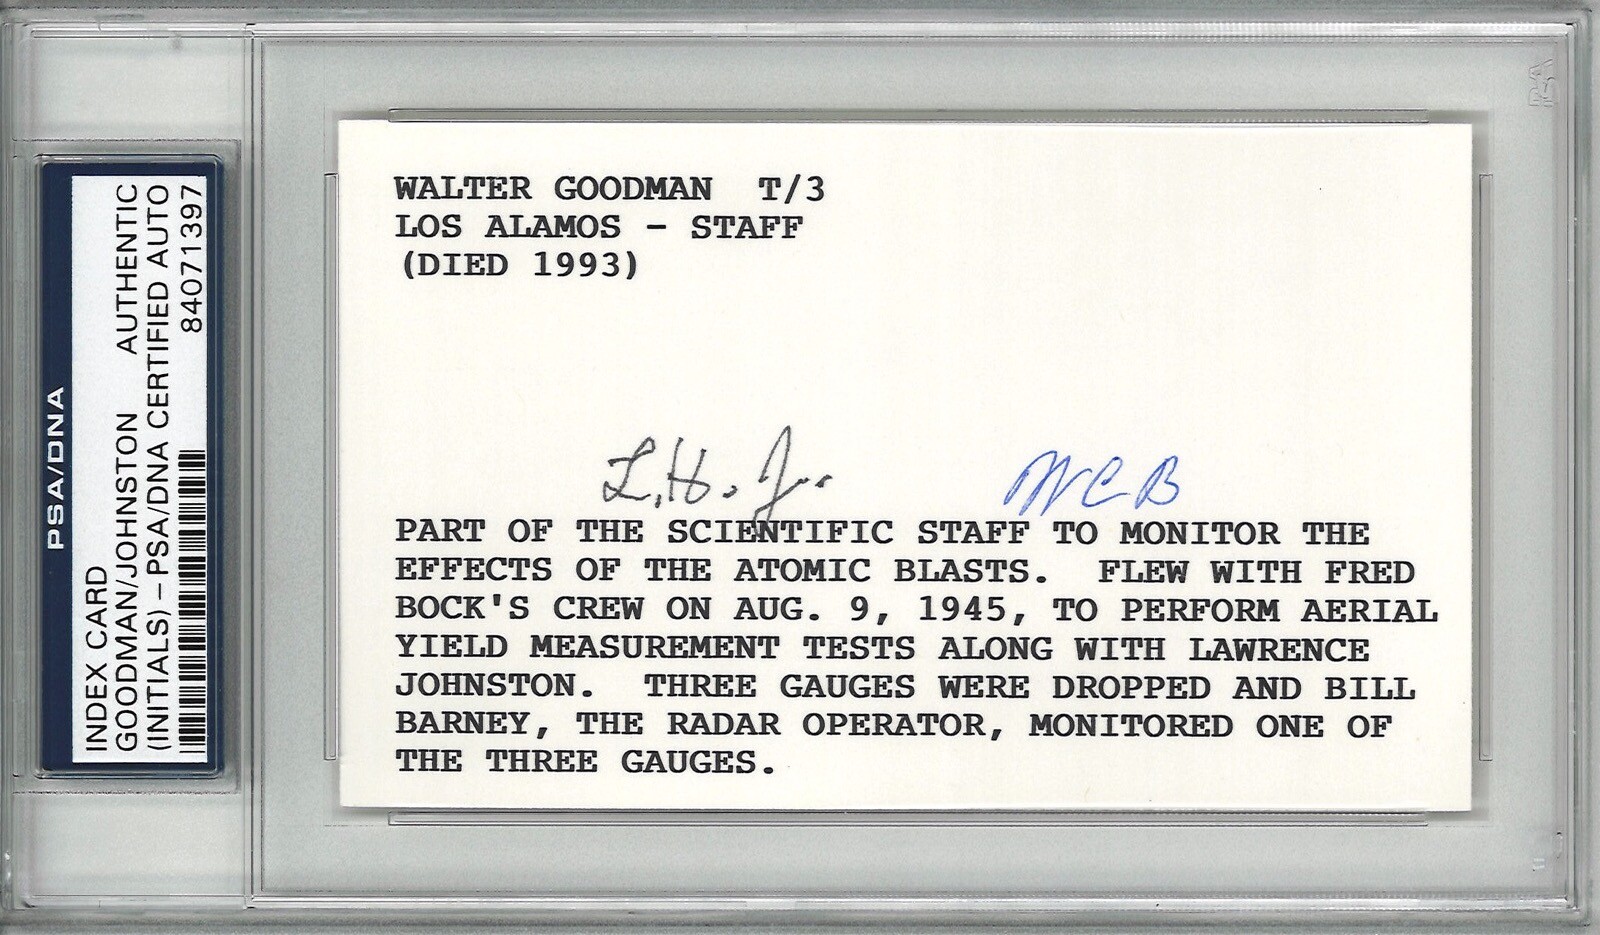 PSA/DNA
INDEX CARD
GOODMAN/JOHNSTON AUTHENTIC
(INITIALS) – PSA/DNA CERTIFIED AUTO
84071397
PSA
WALTER GOODMAN T/3
LOS ALAMOS - STAFF
(DIED 1993)
L.H.J. WCB
PART OF THE SCIENTIFIC STAFF TO MONITOR THE
EFFECTS OF THE ATOMIC BLASTS. FLEW WITH FRED
BOCK'S CREW ON AUG. 9, 1945, TO PERFORM AERIAL
YIELD MEASUREMENT TESTS ALONG WITH LAWRENCE
JOHNSTON. THREE GAUGES WERE DROPPED AND BILL
BARNEY, THE RADAR OPERATOR, MONITORED ONE OF
THE THREE GAUGES.